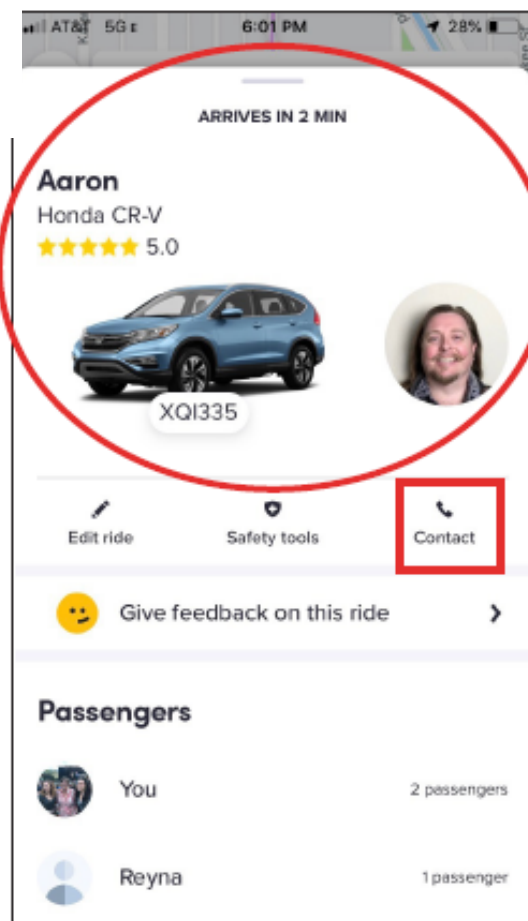 AT&T 5G E 6:01 PM 28%
ARRIVES IN 2 MIN
Aaron
Honda CR-V
5.0
XQI335
Edit ride Safety tools Contact
Give feedback on this ride
Passengers
You 2 passengers
Reyna 1 passenger